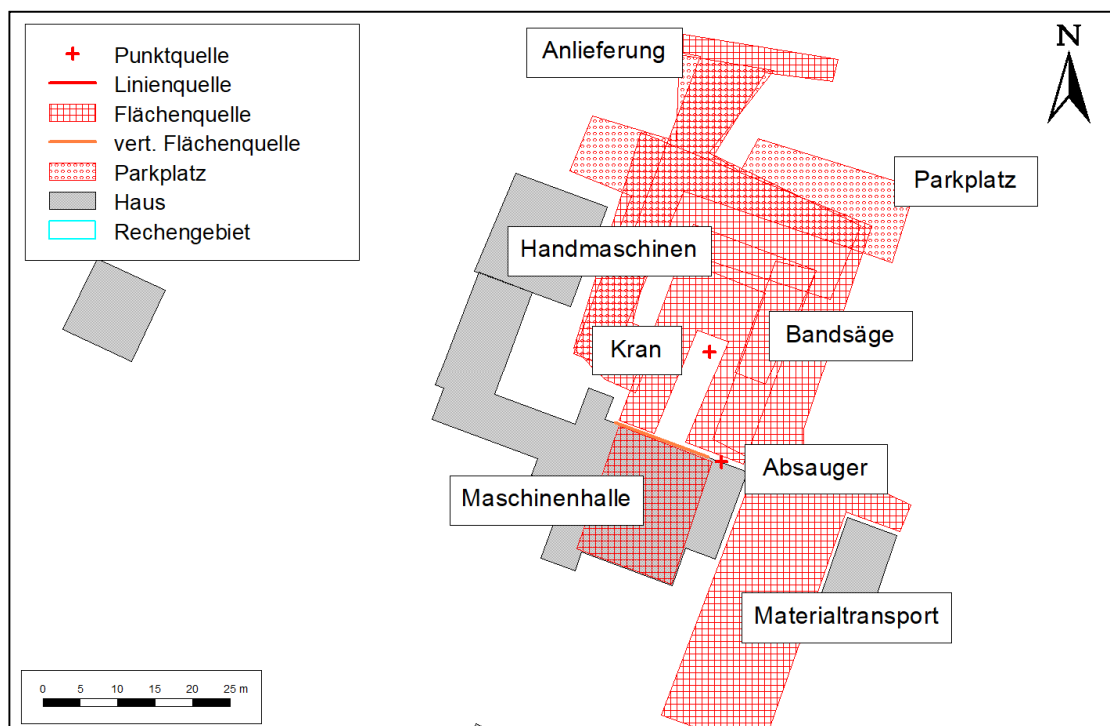 Punktquelle
Linienquelle
Flächenquelle
vert. Flächenquelle
Parkplatz
Haus
Rechengebiet
Anlieferung
N
Parkplatz
Handmaschinen
Kran
Bandsäge
Absauger
Maschinenhalle
Materialtransport
0 5 10 15 20 25 m